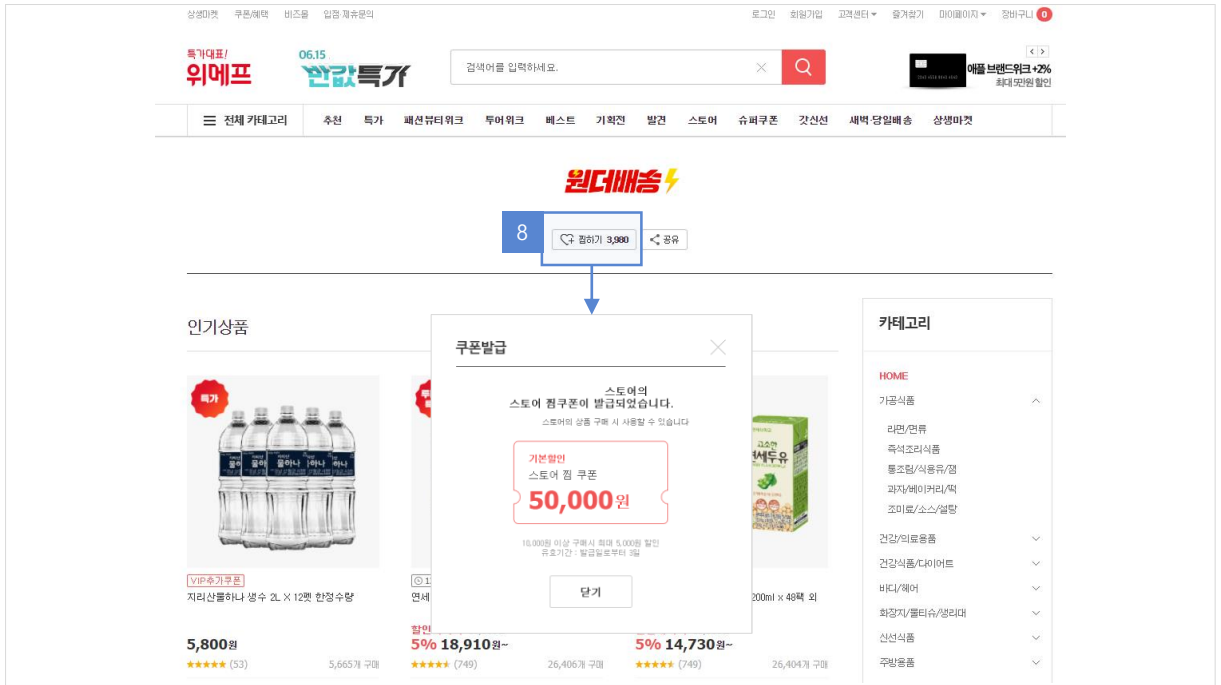 상생마켓 쿠폰/혜택 비즈몰 입점·제휴문의
로그인 회원가입 고객센터 즐겨찾기 마이페이지 장바구니 0
특가대표!
위메프
06.15
반값특가
검색어를 입력하세요.
애플 브랜드위크 +2%
최대 5만원 할인
전체 카테고리 추천 특가 패션뷰티위크 투어위크 베스트 기획전 발견 스토어 슈퍼쿠폰 갓신선 새벽·당일배송 상생마켓
원더배송
8
찜하기 3,980 공유
인기상품
쿠폰발급
스토어의
스토어 찜쿠폰이 발급되었습니다.
스토어의 상품 구매 시 사용할 수 있습니다
기본할인
스토어 찜 쿠폰
50,000원
10,000원 이상 구매시 최대 5,000원 할인
유효기간 : 발급일로부터 3일
닫기
특가
물하나
VIP추가쿠폰
지리산물하나 생수 2L X 12펫 한정수량
5,800원
(53) 5,665개 구매
연세
할인
5% 18,910원~
(749) 26,406개 구매
고소한
연세두유
200ml x 48팩 외
5% 14,730원~
(749) 26,404개 구매
카테고리
HOME
가공식품
라면/면류
즉석조리식품
통조림/식용유/잼
과자/베이커리/떡
조미료/소스/설탕
건강/의료용품
건강식품/다이어트
바디/헤어
화장지/물티슈/생리대
신선식품
주방용품